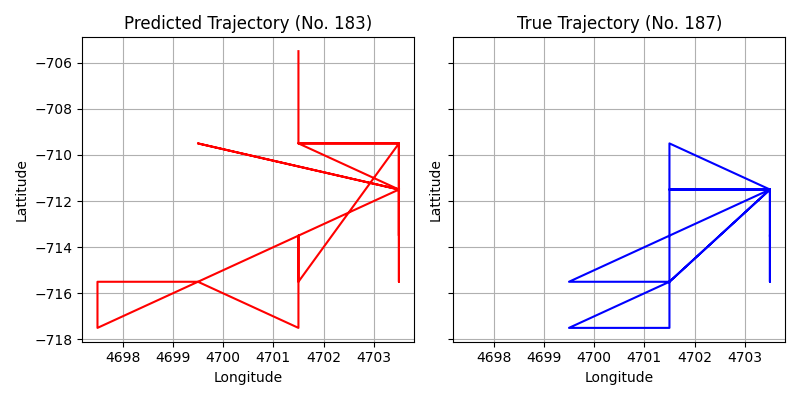 Predicted Trajectory (No. 183)
True Trajectory (No. 187)
−706
−708
−710
−712
−714
−716
−718
Lattitude
Lattitude
4698 4699 4700 4701 4702 4703
4698 4699 4700 4701 4702 4703
Longitude
Longitude